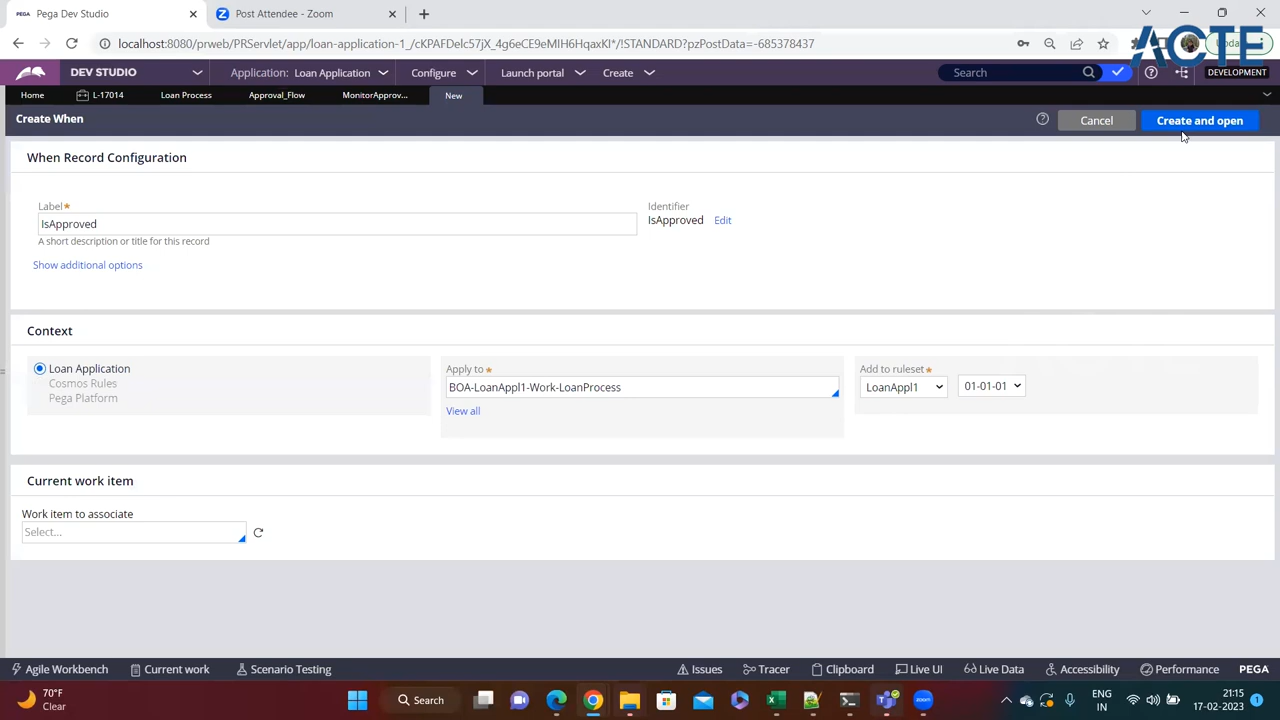 PEGA Pega Dev Studio
Post Attendee - Zoom
localhost:8080/prweb/PRServlet/app/loan-application-1_/
ACTE
DEV STUDIO
Application: Loan Application
Configure
Launch portal
Create
Search
DEVELOPMENT
Home
L-17014
Loan Process
Approval_Flow
MonitorApprov...
New
Create When
Cancel
Create and open
When Record Configuration
Label*
Identifier
IsApproved
IsApproved Edit
A short description or title for this record
Show additional options
Context
Loan Application
Cosmos Rules
Pega Platform
Apply to *
BOA-LoanAppl1-Work-LoanProcess
View all
Add to ruleset*
LoanAppl1
01-01-01
Current work item
Work item to associate
Select...
Agile Workbench
Current work
Scenario Testing
Issues
Tracer
Clipboard
Live UI
Live Data
Accessibility
Performance
PEGA
70°F
Clear
Search
ENG
IN
21:15
17-02-2023
1